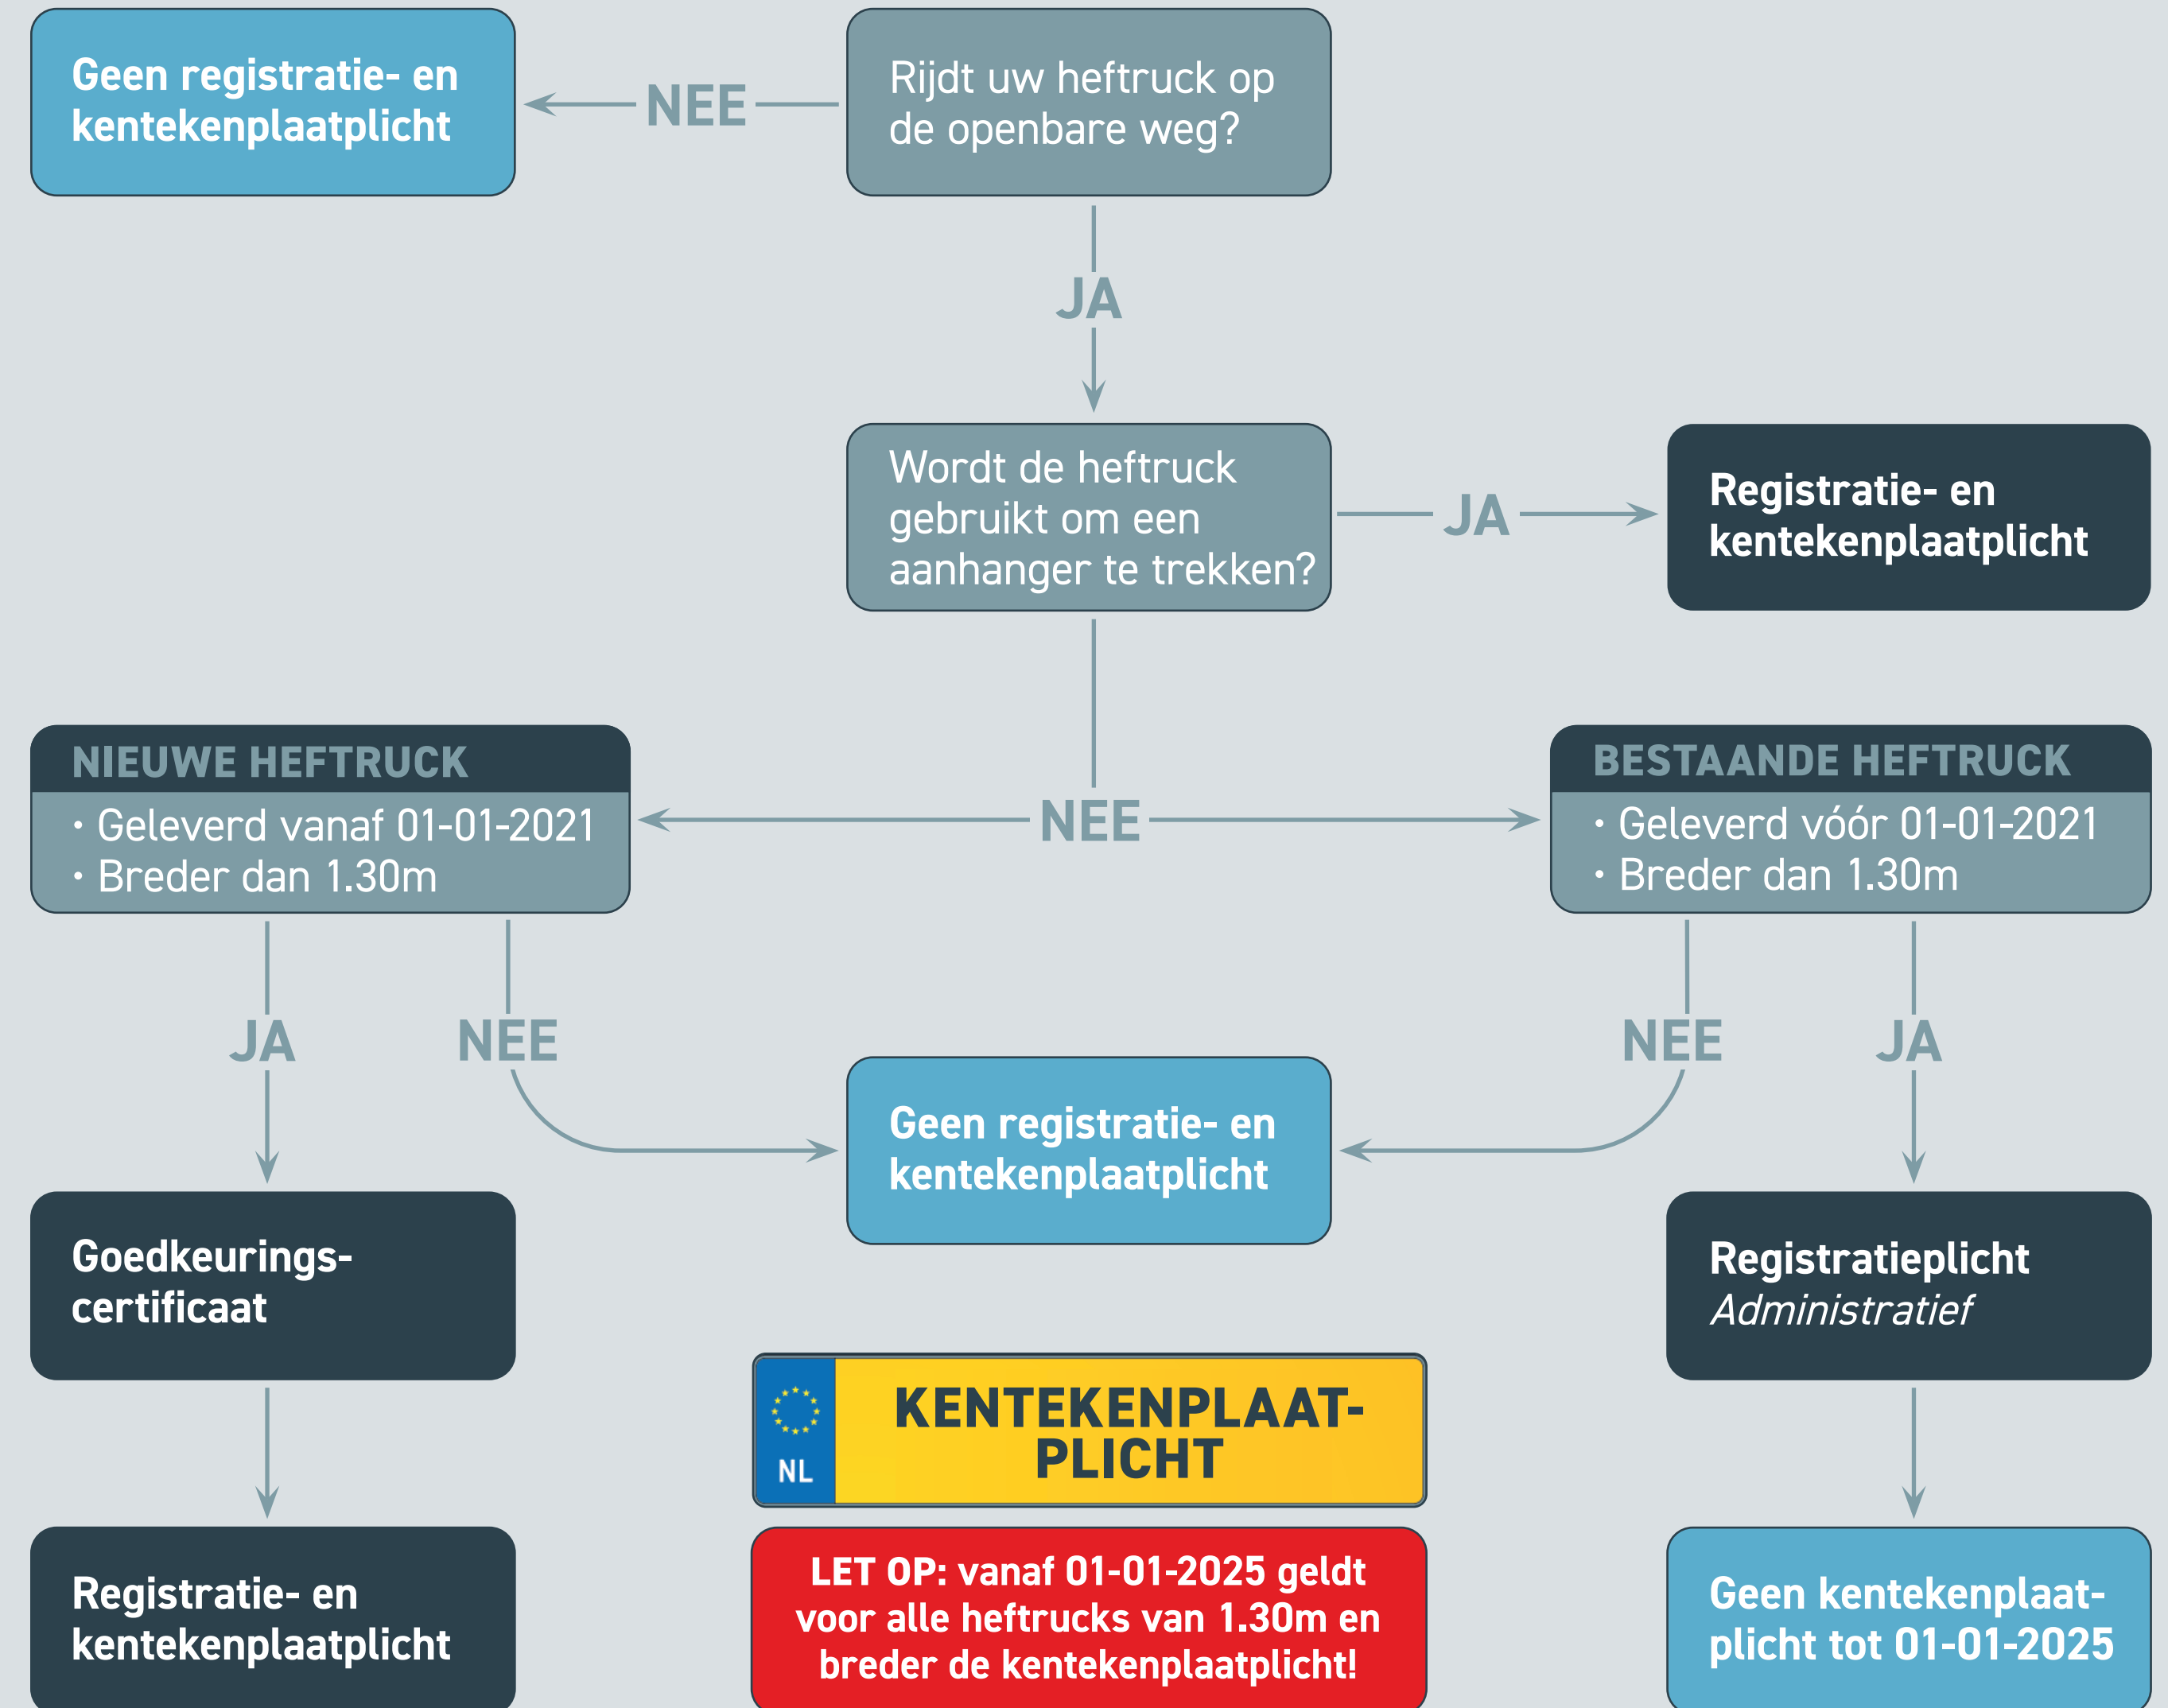 Geen registratie- en
kentekenplaatplicht
NEE
Rijdt uw heftruck op
de openbare weg?
JA
Wordt de heftruck
gebruikt om een
aanhanger te trekken?
JA
Registratie- en
kentekenplaatplicht
NIEUWE HEFTRUCK
• Geleverd vanaf 01-01-2021
• Breder dan 1.30m
NEE
BESTAANDE HEFTRUCK
• Geleverd vóór 01-01-2021
• Breder dan 1.30m
JA
NEE
NEE
JA
Geen registratie- en
kentekenplaatplicht
Goedkeurings-
certificaat
Registratieplicht
Administratief
NL
KENTEKENPLAAT-
PLICHT
Registratie- en
kentekenplaatplicht
LET OP: vanaf 01-01-2025 geldt
voor alle heftrucks van 1.30m en
breder de kentekenplaatplicht!
Geen kentekenplaat-
plicht tot 01-01-2025